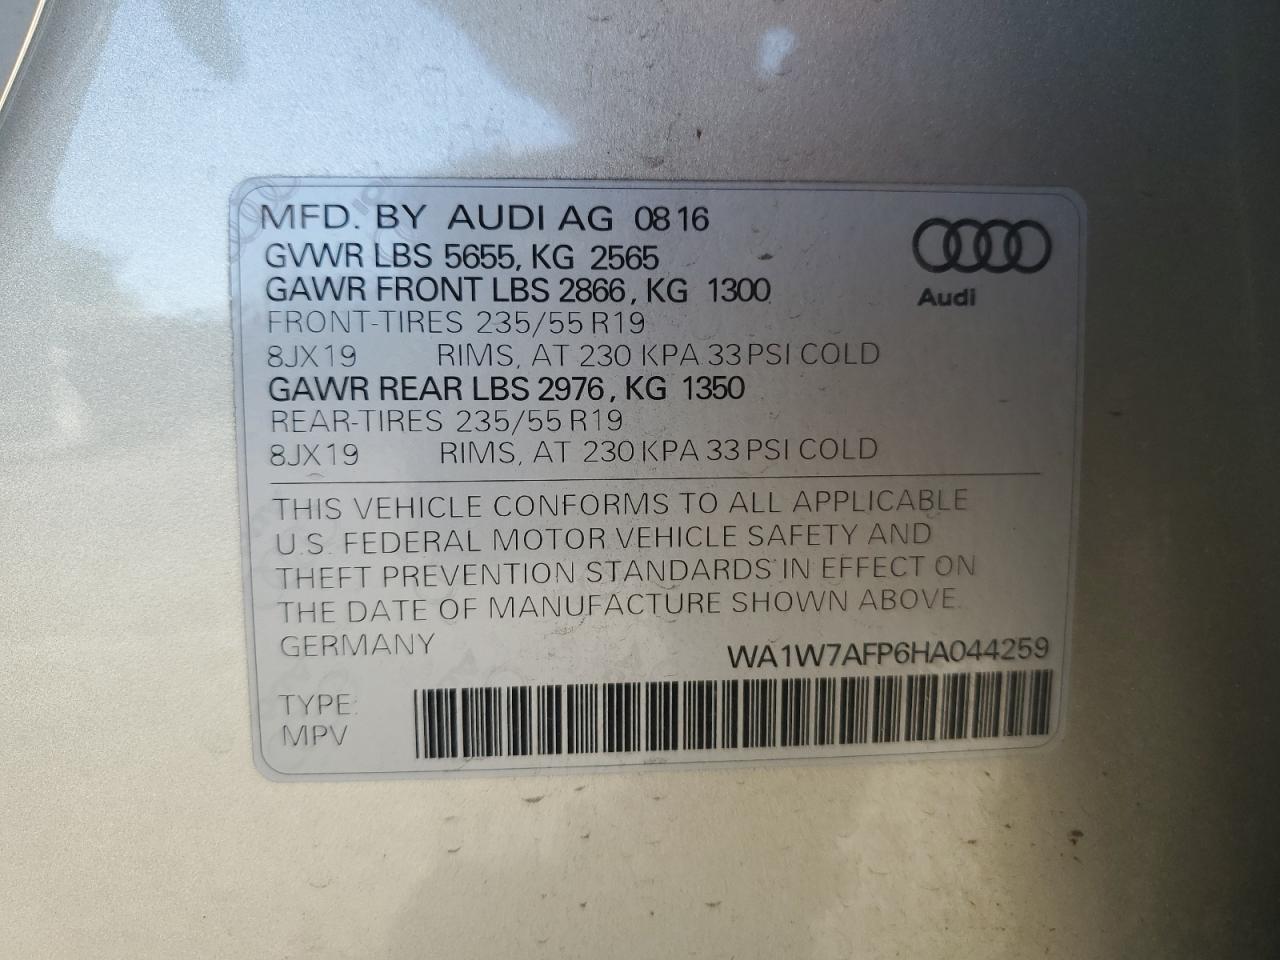 MFD. BY AUDI AG 0816
GVWR LBS 5655, KG 2565
GAWR FRONT LBS 2866, KG 1300
FRONT-TIRES 235/55 R19
8JX19 RIMS, AT 230 KPA 33 PSI COLD
GAWR REAR LBS 2976, KG 1350
REAR-TIRES 235/55 R19
8JX19 RIMS, AT 230 KPA 33 PSI COLD
Audi
THIS VEHICLE CONFORMS TO ALL APPLICABLE
U.S. FEDERAL MOTOR VEHICLE SAFETY AND
THEFT PREVENTION STANDARDS IN EFFECT ON
THE DATE OF MANUFACTURE SHOWN ABOVE.
GERMANY WA1W7AFP6HA044259
TYPE:
MPV